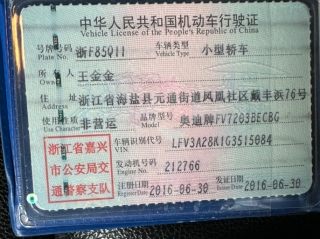 中华人民共和国机动车行驶证
Vehicle License of the People's Republic of China
号牌号码 浙F85Q11 车辆类型 小型轿车
Plate No. Vehicle Type
所有人 王金金
Owner
住址 浙江省海盐县元通街道凤凰社区戴丰浜76号
Address
使用性质 非营运 品牌型号 奥迪牌FV7203BECBG
Use Character Model
车辆识别代号 LFV3A28K1G3515084
VIN
浙江省嘉兴
市公安局交
通警察支队
发动机号码 212766
Engine No.
注册日期 2016-06-30 发证日期 2016-06-30
Register Date Issue Date